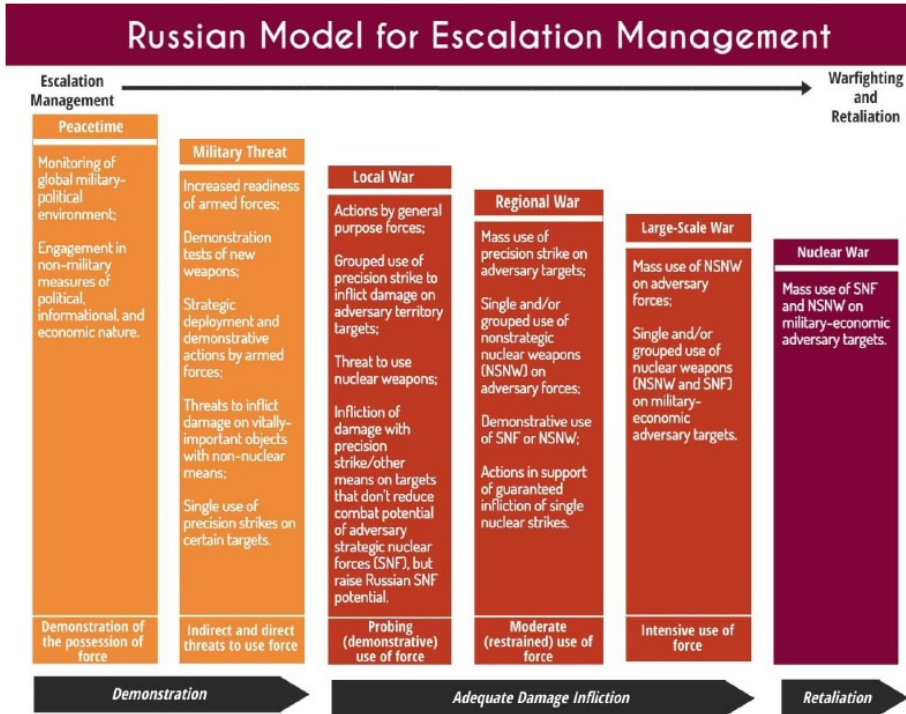 Russian Model for Escalation Management
Escalation
Management
Warfighting
and
Retaliation
Peacetime
Monitoring of
global military-
political
environment;
Engagement in
non-military
measures of
political,
informational, and
economic nature.
Demonstration of
the possession of
force
Military Threat
Increased readiness
of armed forces;
Demonstration
tests of new
weapons;
Strategic
deployment and
demonstrative
actions by armed
forces;
Threats to inflict
damage on vitally-
important objects
with non-nuclear
means;
Single use of
precision strikes on
certain targets.
Indirect and direct
threats to use force
Local War
Actions by general
purpose forces;
Grouped use of
precision strike to
inflict damage on
adversary territory
targets;
Threat to use
nuclear weapons;
Infliction of
damage with
precision
strike/other
means on targets
that don't reduce
combat potential
of adversary
strategic nuclear
forces (SNF), but
raise Russian SNF
potential.
Probing
(demonstrative)
use of force
Regional War
Mass use of
precision strike on
adversary targets;
Single and/or
grouped use of
nonstrategic
nuclear weapons
(NSNW) on
adversary forces;
Demonstrative use
of SNF or NSNW;
Actions in support
of guaranteed
infliction of single
nuclear strikes.
Moderate
(restrained) use of
force
Large-Scale War
Mass use of NSNW
on adversary
forces;
Single and/or
grouped use of
nuclear weapons
(NSNW and SNF)
on military-
economic
adversary targets.
Intensive use of
force
Nuclear War
Mass use of SNF
and NSNW on
military-economic
adversary targets.
Demonstration
Adequate Damage Infliction
Retaliation